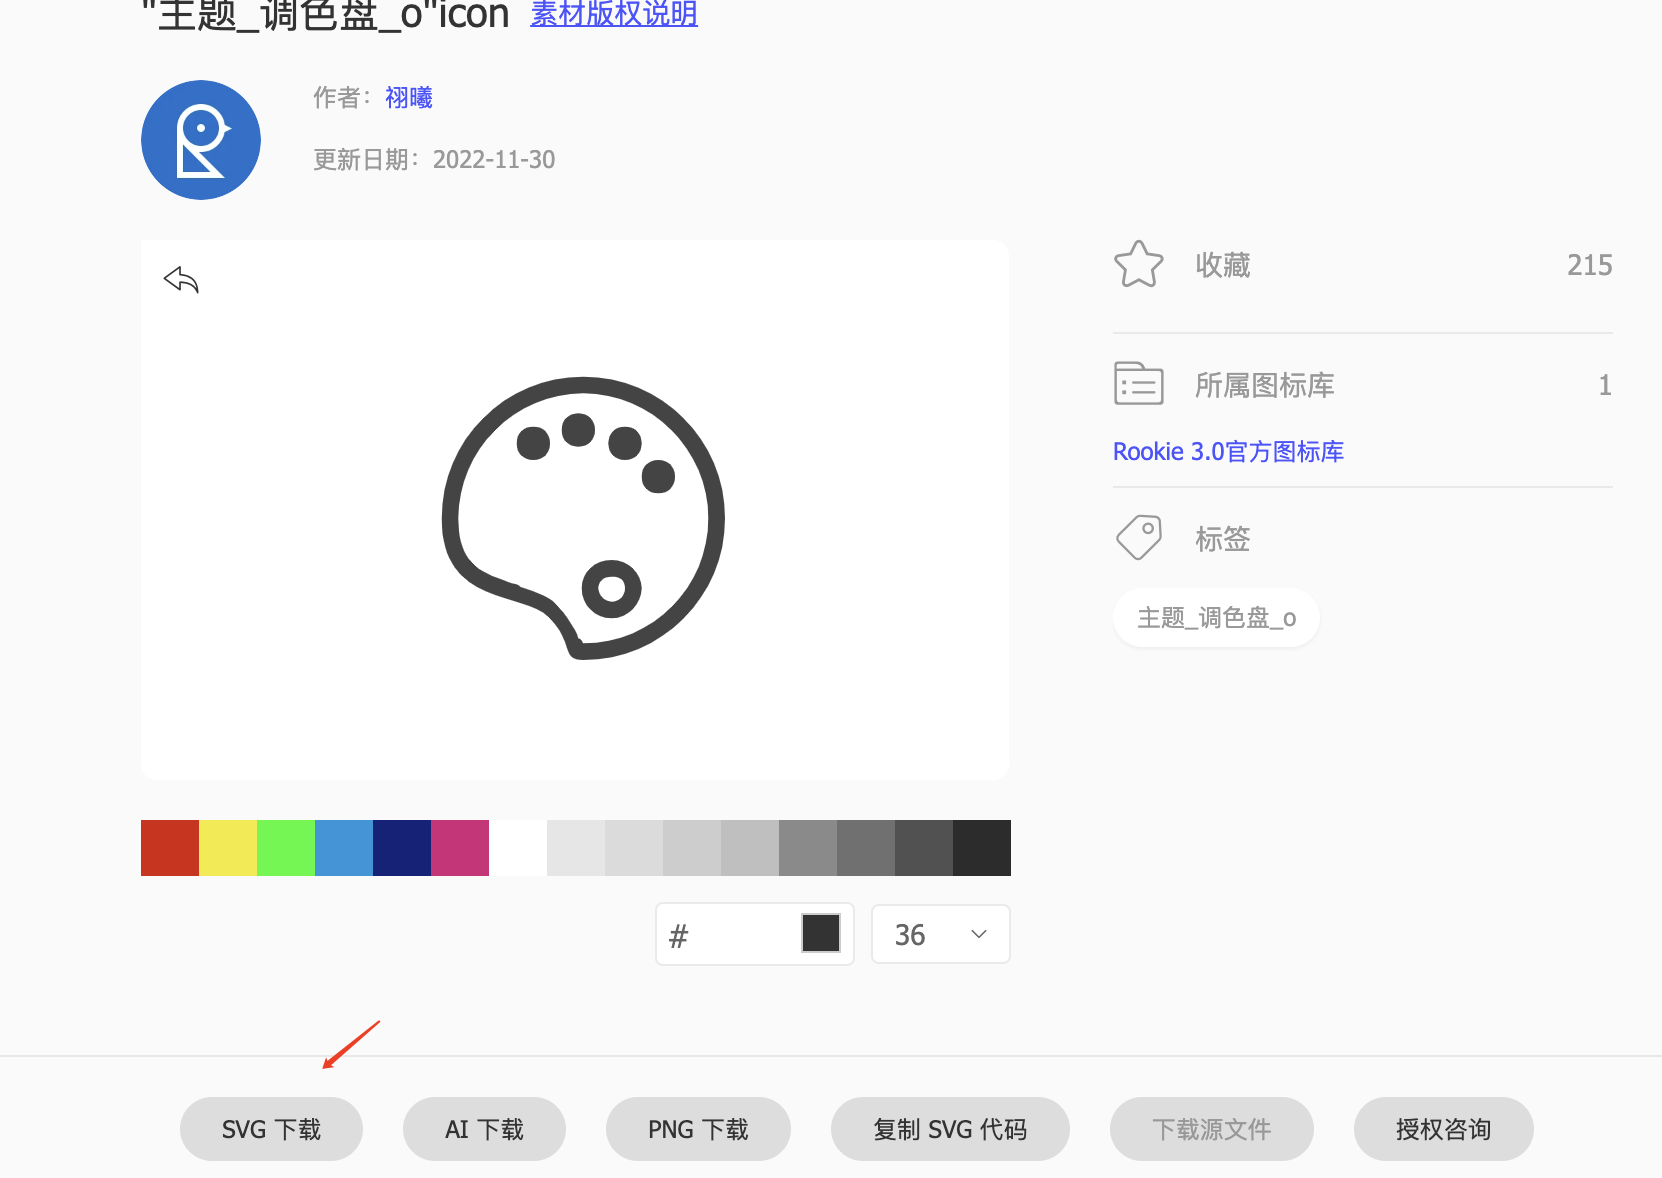 "主题_调色盘_o"icon 素材版权说明
作者：祤曦
更新日期：2022-11-30
收藏 215
所属图标库 1
Rookie 3.0官方图标库
标签
主题_调色盘_o
# 36
SVG 下载 AI 下载 PNG 下载 复制 SVG 代码 下载源文件 授权咨询